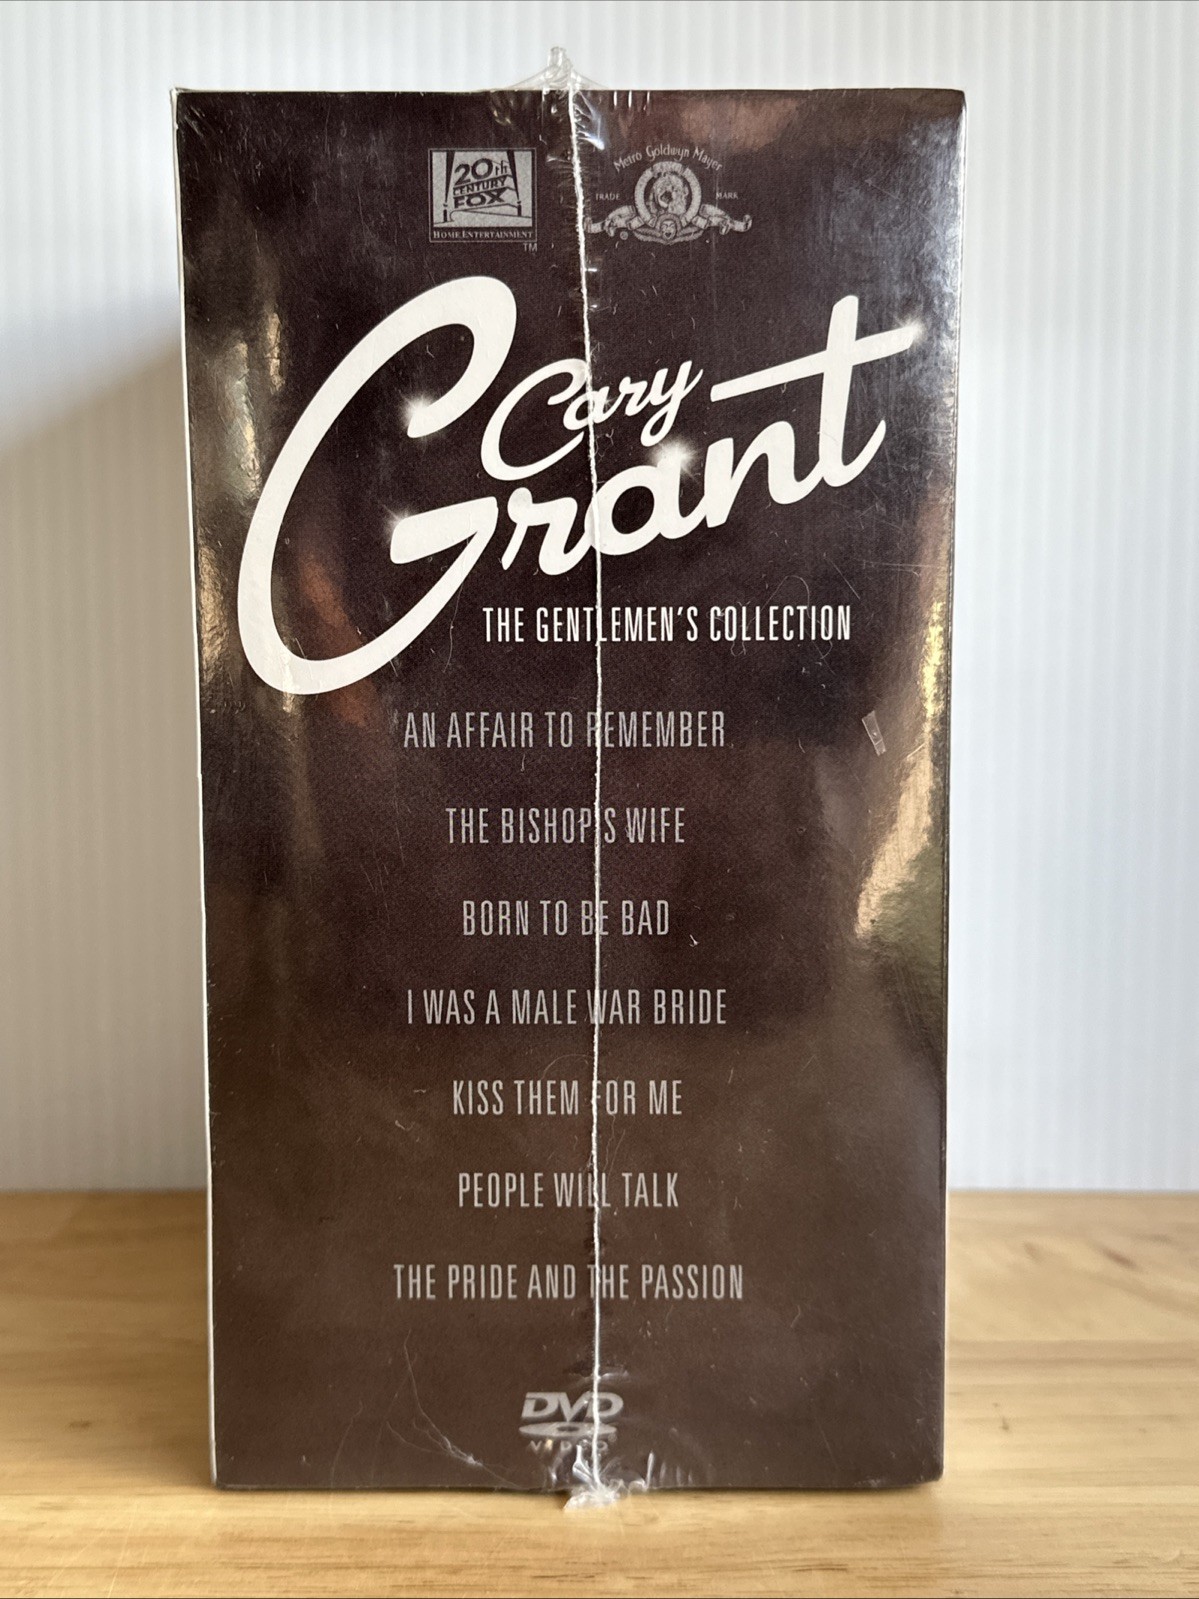 20th
CENTURY
FOX
HOME ENTERTAINMENT
TM
Metro Goldwyn Mayer
TRADE MARK
Cary
Grant
THE GENTLEMEN'S COLLECTION
AN AFFAIR TO REMEMBER
THE BISHOP'S WIFE
BORN TO BE BAD
I WAS A MALE WAR BRIDE
KISS THEM FOR ME
PEOPLE WILL TALK
THE PRIDE AND THE PASSION
DVD
VIDEO